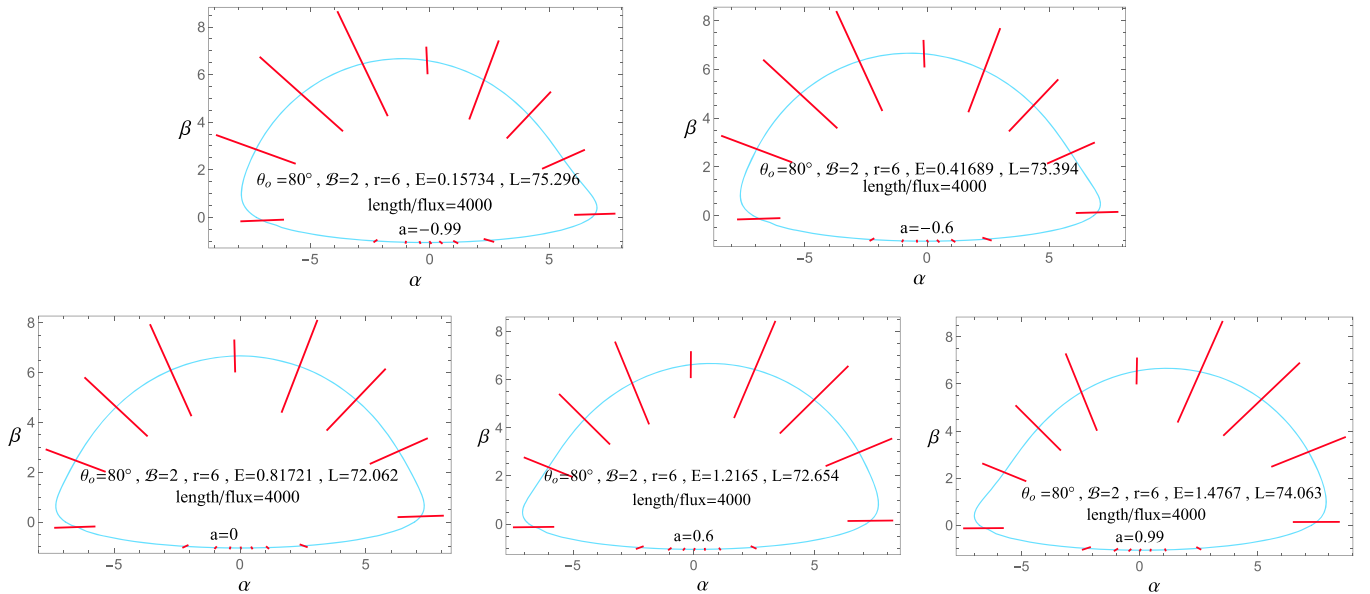 8
6
4
β
2
θo =80° , ℬ=2 , r=6 , E=0.15734 , L=75.296
length/flux=4000
0
a=−0.99
−5 0 5
α
8
6
4
β
2
θo =80° , ℬ=2 , r=6 , E=0.41689 , L=73.394
length/flux=4000
0
a=−0.6
−5 0 5
α
8
6
4
β
2
θo=80° , ℬ=2 , r=6 , E=0.81721 , L=72.062
length/flux=4000
0
a=0
−5 0 5
α
8
6
4
β
2
θo=80° , ℬ=2 , r=6 , E=1.2165 , L=72.654
length/flux=4000
0
a=0.6
−5 0 5
α
8
6
4
β
2
θo =80° , ℬ=2 , r=6 , E=1.4767 , L=74.063
length/flux=4000
0
a=0.99
−5 0 5
α